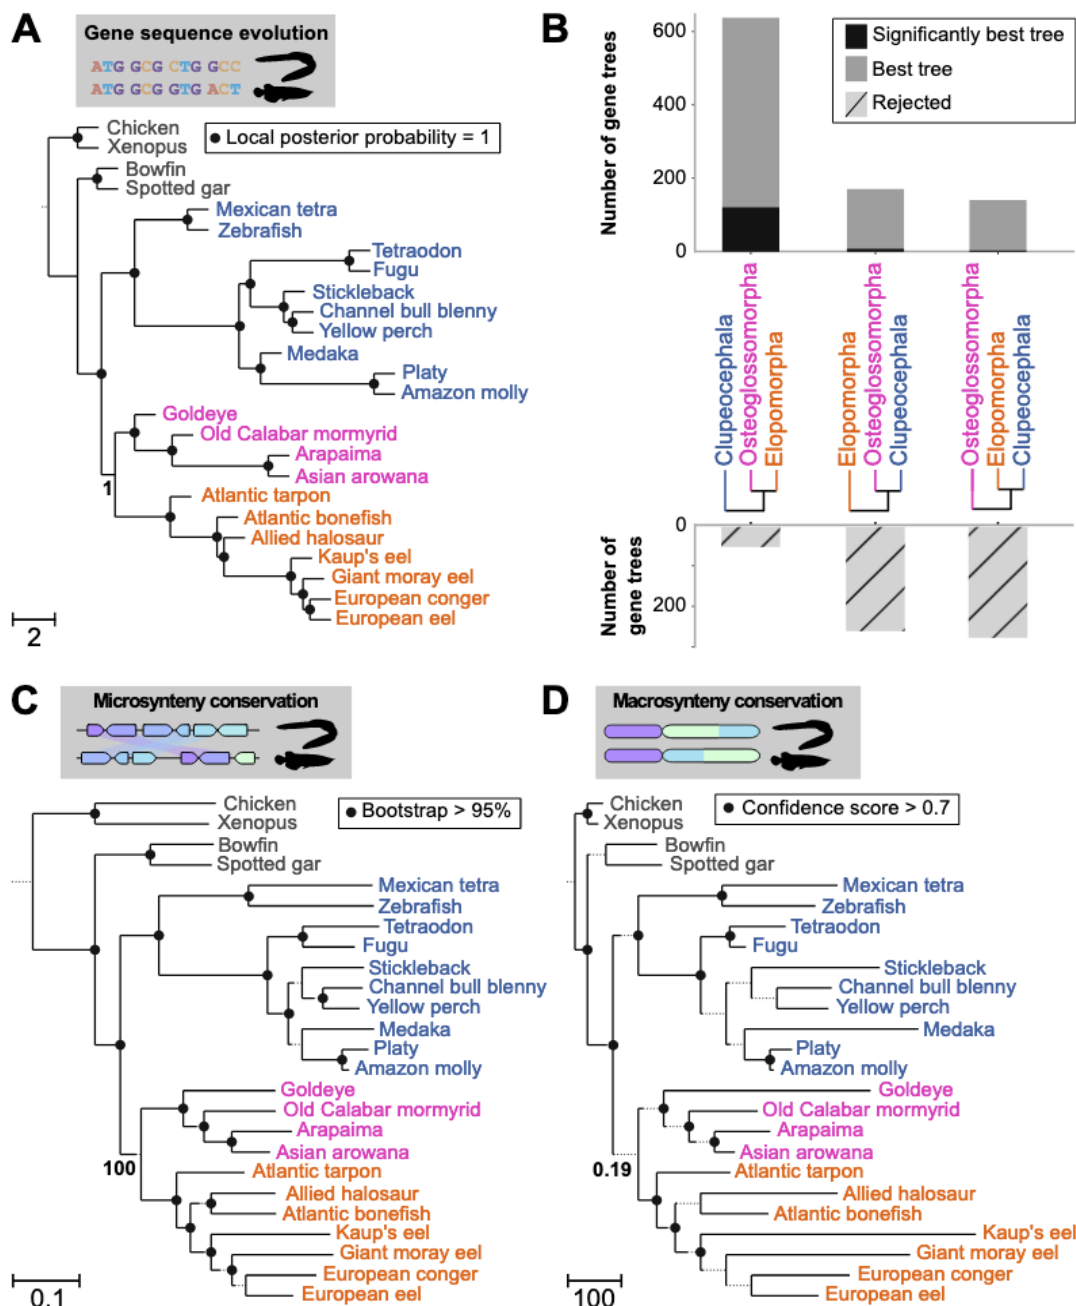 A
Gene sequence evolution
ATG GCG CTG GCC
ATG GCG GTG ACT
Chicken
Xenopus
Local posterior probability = 1
Bowfin
Spotted gar
Mexican tetra
Zebrafish
Tetraodon
Fugu
Stickleback
Channel bull blenny
Yellow perch
Medaka
Platy
Amazon molly
Goldeye
Old Calabar mormyrid
Arapaima
Asian arowana
1
Atlantic tarpon
Atlantic bonefish
Allied halosaur
Kaup's eel
Giant moray eel
European conger
European eel
2
B
Number of gene trees
600
400
200
0
Significantly best tree
Best tree
Rejected
Clupeocephala
Osteoglossomorpha
Elopomorpha
Elopomorpha
Osteoglossomorpha
Clupeocephala
Osteoglossomorpha
Elopomorpha
Clupeocephala
Number of
gene trees
0
200
C
Microsynteny conservation
Chicken
Xenopus
Bootstrap > 95%
Bowfin
Spotted gar
Mexican tetra
Zebrafish
Tetraodon
Fugu
Stickleback
Channel bull blenny
Yellow perch
Medaka
Platy
Amazon molly
Goldeye
Old Calabar mormyrid
Arapaima
Asian arowana
100
Atlantic tarpon
Allied halosaur
Atlantic bonefish
Kaup's eel
Giant moray eel
European conger
European eel
0.1
D
Macrosynteny conservation
Chicken
Xenopus
Confidence score > 0.7
Bowfin
Spotted gar
Mexican tetra
Zebrafish
Tetraodon
Fugu
Stickleback
Channel bull blenny
Yellow perch
Medaka
Platy
Amazon molly
Goldeye
Old Calabar mormyrid
Arapaima
Asian arowana
0.19
Atlantic tarpon
Allied halosaur
Atlantic bonefish
Kaup's eel
Giant moray eel
European conger
European eel
100